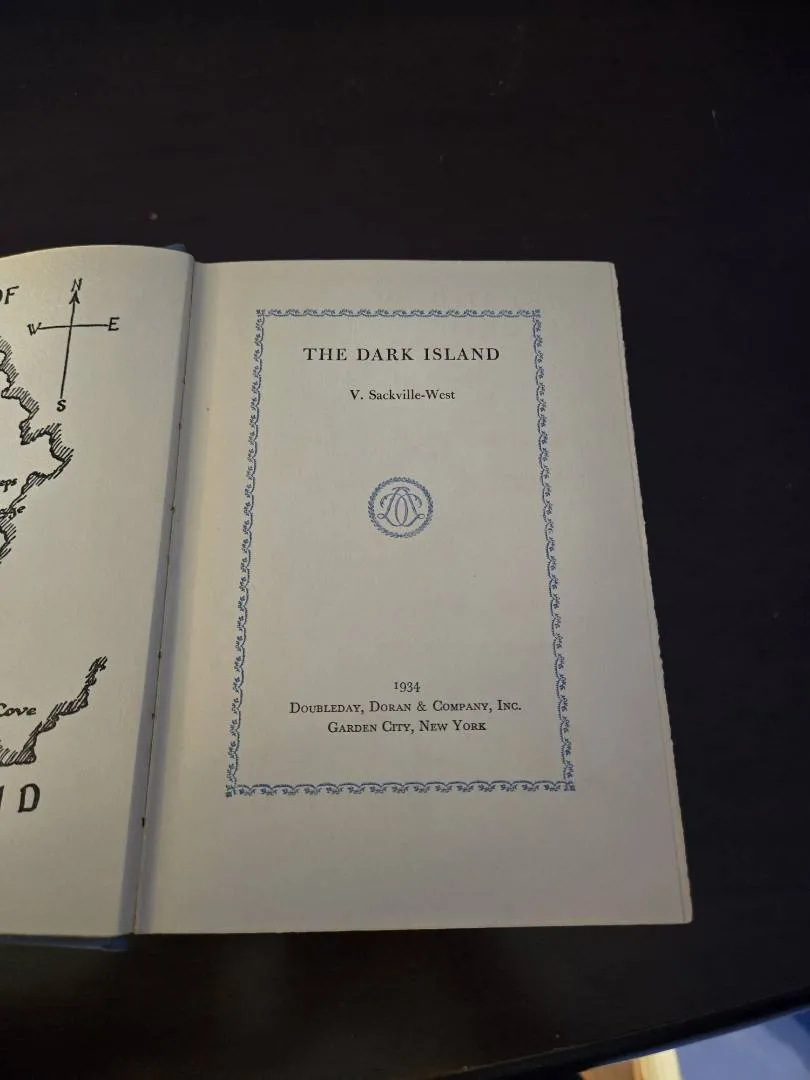 OF
N
W E
S
Cove
THE DARK ISLAND
V. Sackville-West
1934
Doubleday, Doran & Company, Inc.
Garden City, New York